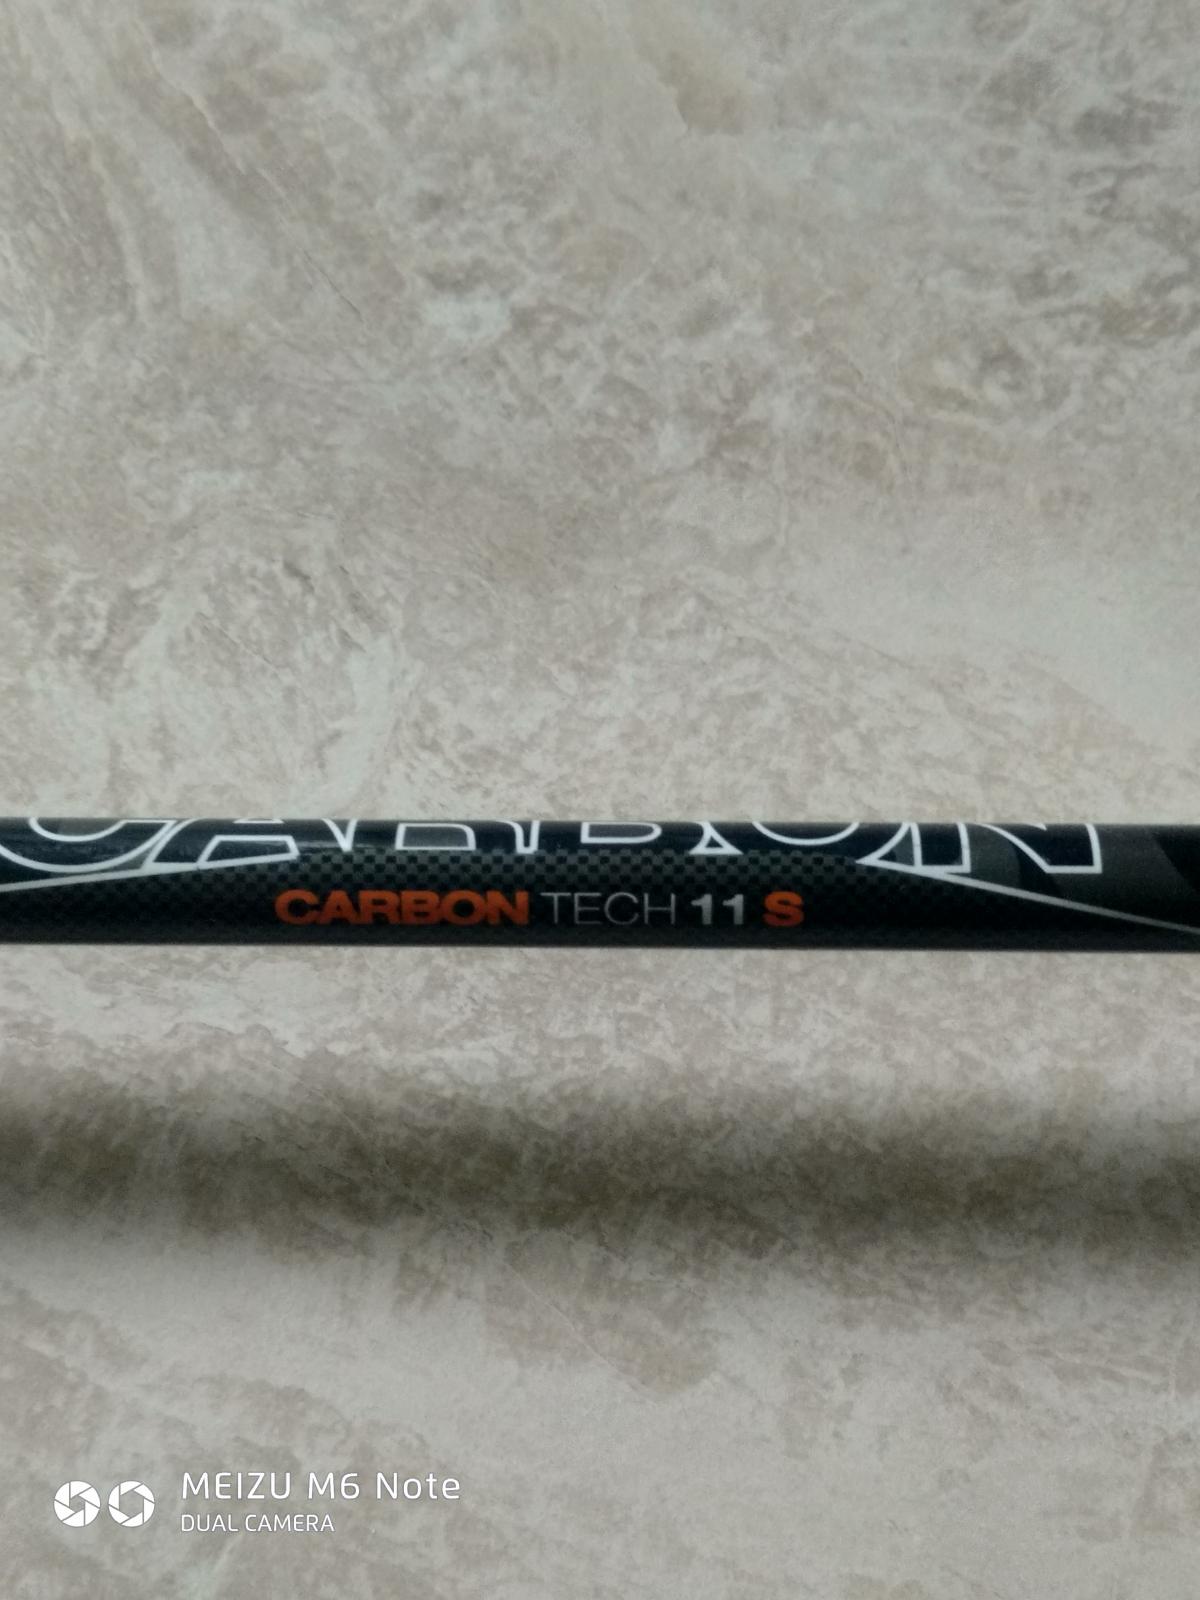 CARBON
CARBON TECH 11 S
MEIZU M6 Note
DUAL CAMERA